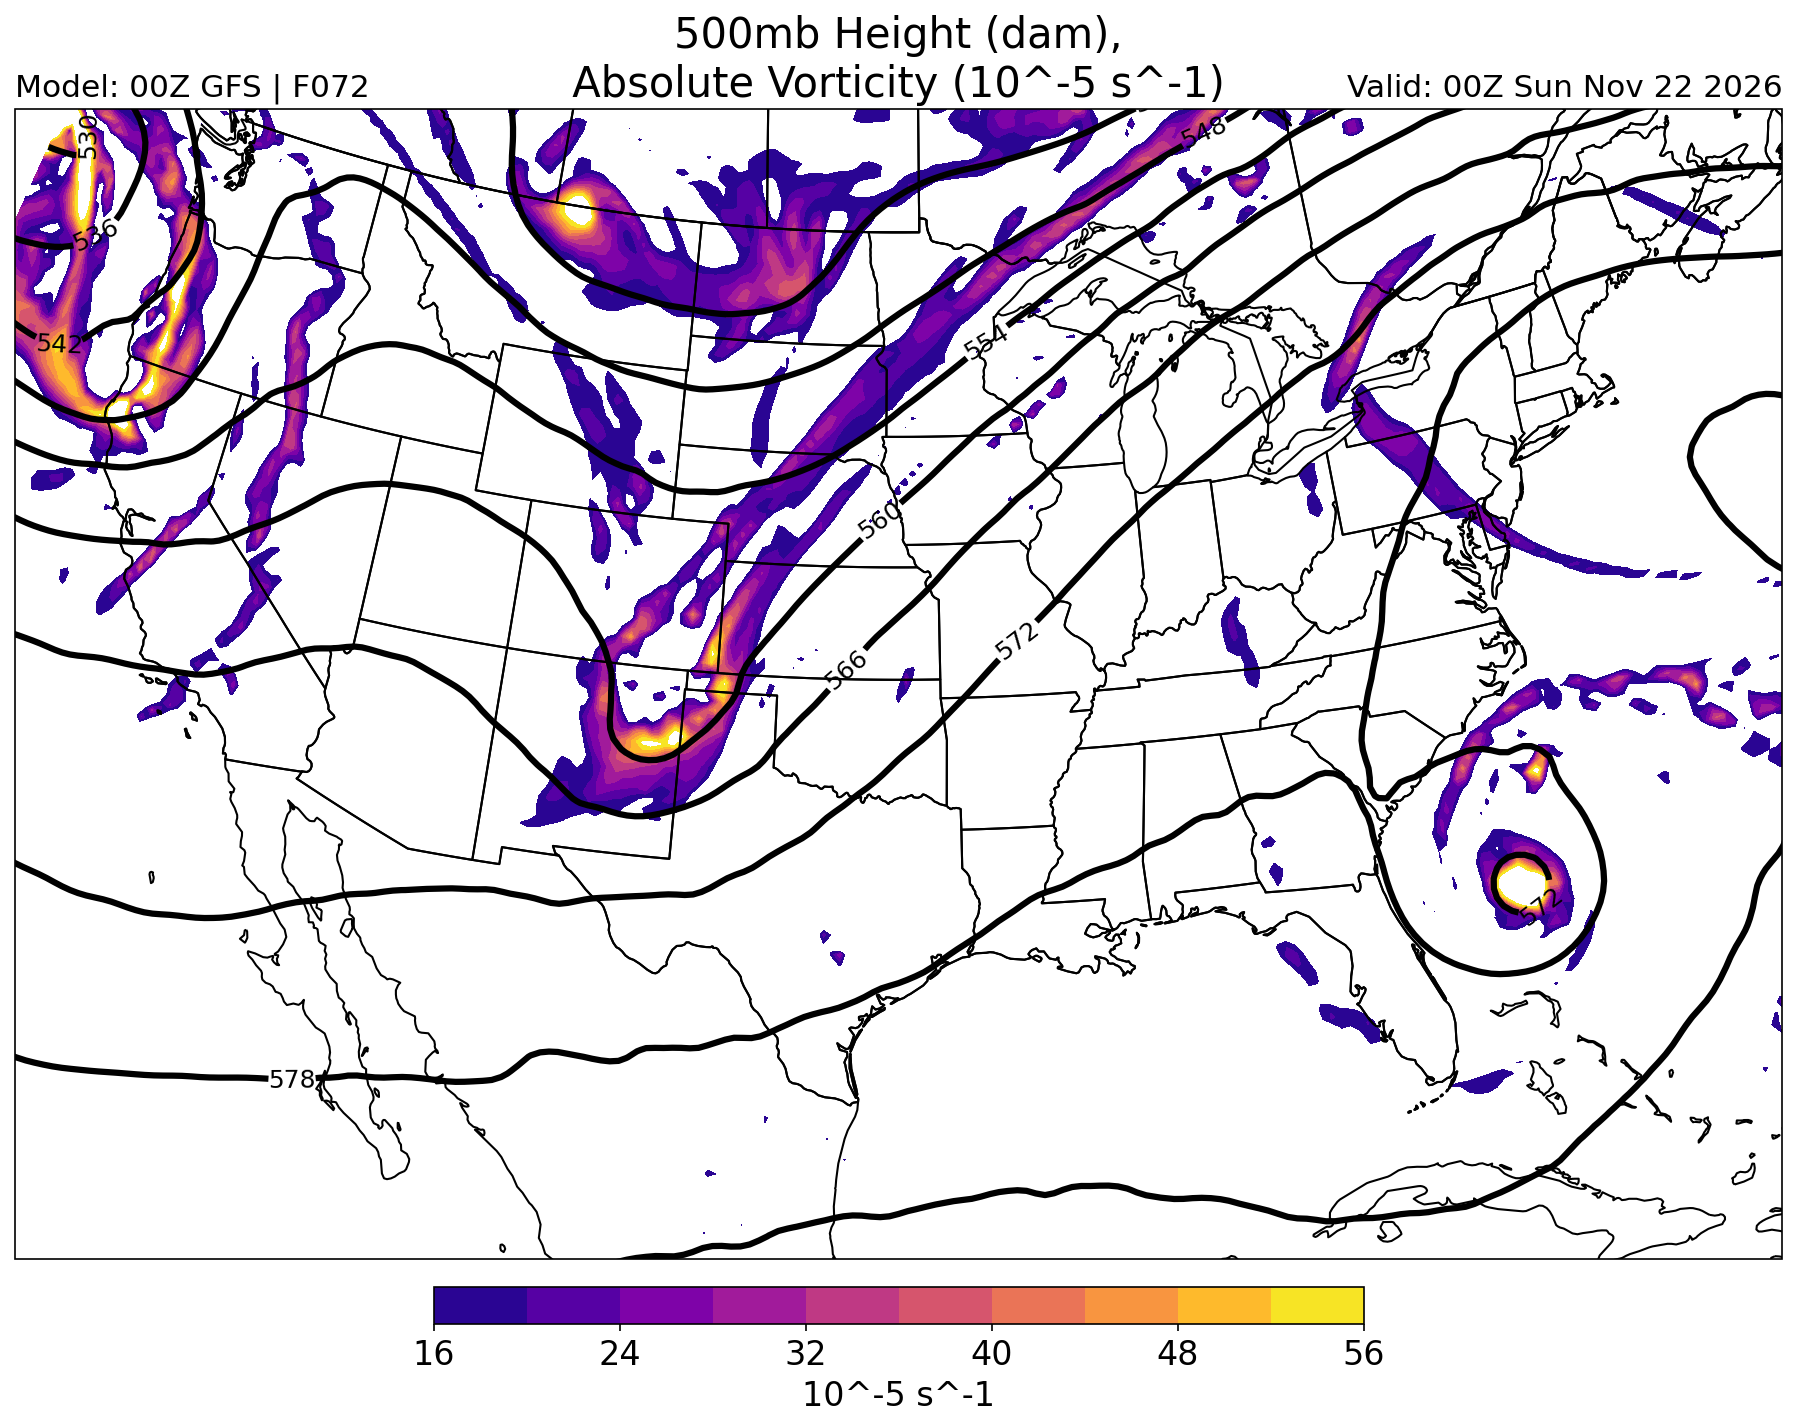 500mb Height (dam),
Absolute Vorticity (10^-5 s^-1)
Model: 00Z GFS | F072
Valid: 00Z Sun Nov 22 2026
530
536
542
548
554
560
566
572
572
578
16 24 32 40 48 56
10^-5 s^-1